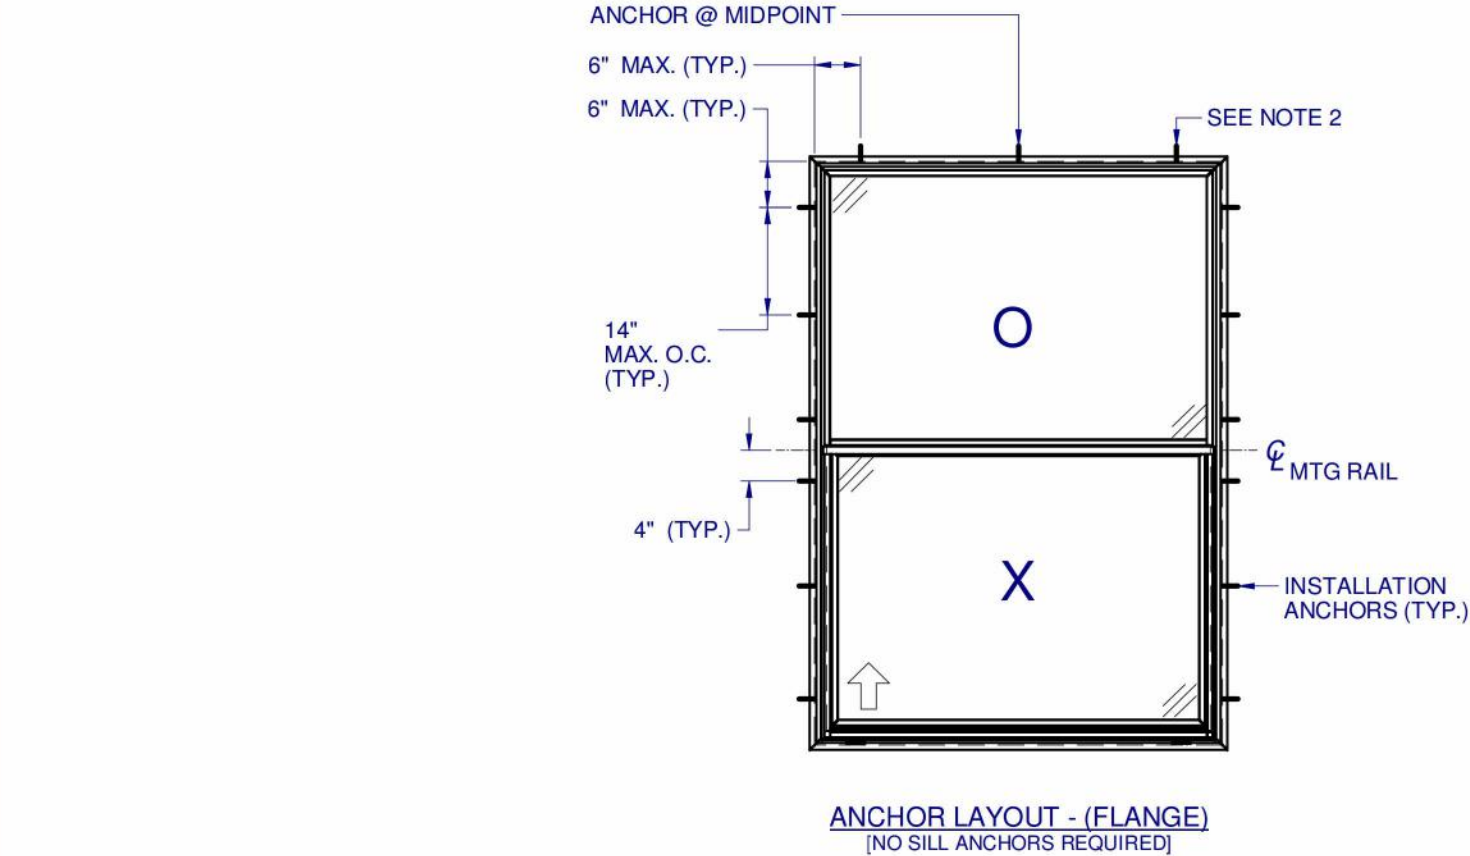 ANCHOR @ MIDPOINT
6" MAX. (TYP.)
6" MAX. (TYP.)
SEE NOTE 2
14"
MAX. O.C.
(TYP.)
O
℄ MTG RAIL
4" (TYP.)
X
INSTALLATION
ANCHORS (TYP.)
ANCHOR LAYOUT - (FLANGE)
[NO SILL ANCHORS REQUIRED]